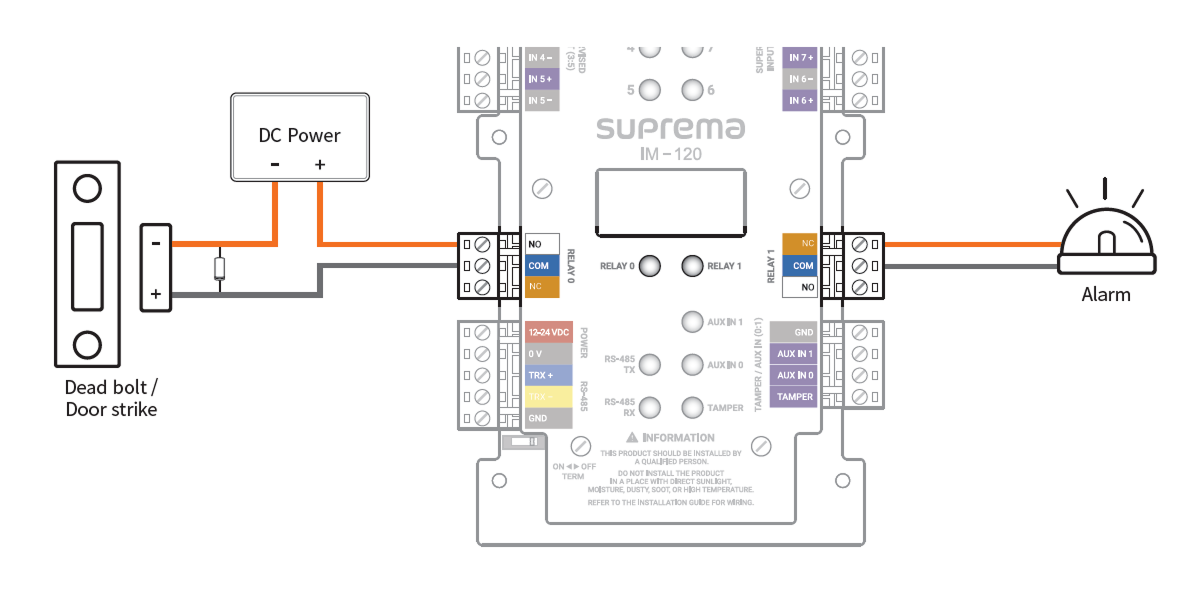 IN 4 –
IN 5 +
IN 5 –
VISED
(3:5)
4
7
5
6
SUPER
INPUT
IN 7 +
IN 6 –
IN 6 +
suprema
IM – 120
DC Power
– +
–
+
Dead bolt /
Door strike
NO
COM
NC
RELAY 0
RELAY 0
RELAY 1
RELAY 1
NC
COM
NO
Alarm
12–24 VDC
0 V
TRX +
TRX –
GND
POWER
RS-485
AUX IN 1
RS-485
TX
AUX IN 0
RS-485
RX
TAMPER
TAMPER / AUX IN (0:1)
GND
AUX IN 1
AUX IN 0
TAMPER
ON ◄► OFF
TERM
INFORMATION
THIS PRODUCT SHOULD BE INSTALLED BY
A QUALIFIED PERSON.
DO NOT INSTALL THE PRODUCT
IN A PLACE WITH DIRECT SUNLIGHT,
MOISTURE, DUSTY, SOOT, OR HIGH TEMPERATURE.
REFER TO THE INSTALLATION GUIDE FOR WIRING.